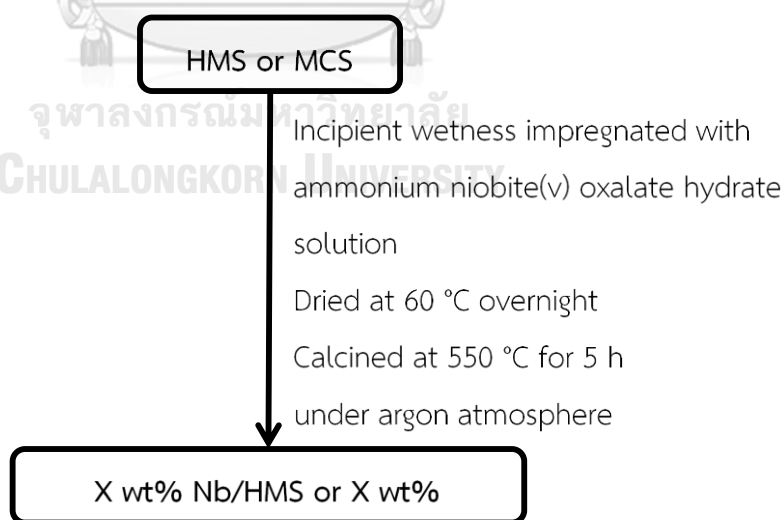 HMS or MCS
จุฬาลงกรณ์มหาวิทยาลัย
CHULALONGKORN UNIVERSITY
Incipient wetness impregnated with
ammonium niobite(v) oxalate hydrate
solution
Dried at 60 °C overnight
Calcined at 550 °C for 5 h
under argon atmosphere
X wt% Nb/HMS or X wt%